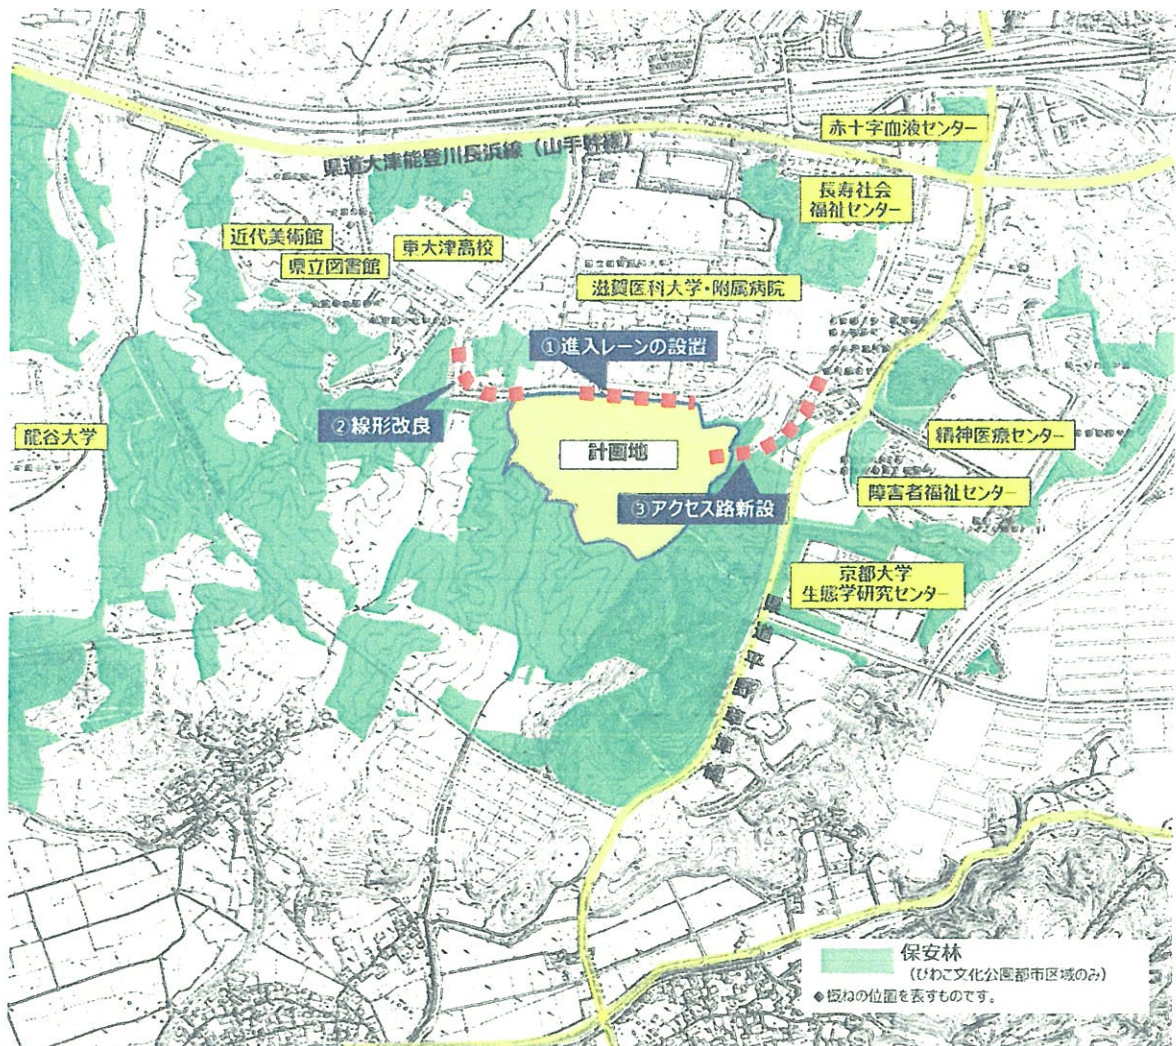 赤十字血液センター
県道大津能登川長浜線（山手幹線）
長寿社会
福祉センター
近代美術館
県立図書館
東大津高校
滋賀医科大学・附属病院
①進入レーンの設置
②線形改良
龍谷大学
計画地
精神医療センター
障害者福祉センター
③アクセス路新設
京都大学
生態学研究センター
保安林
（びわこ文化公園都市区域のみ）
◆概ねの位置を表すものです。